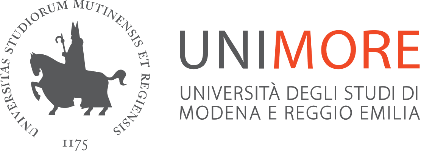 UNIVERSITAS STUDIORUM MUTINENSIS ET REGIENSIS
1175
UNIMORE
UNIVERSITÀ DEGLI STUDI DI
MODENA E REGGIO EMILIA